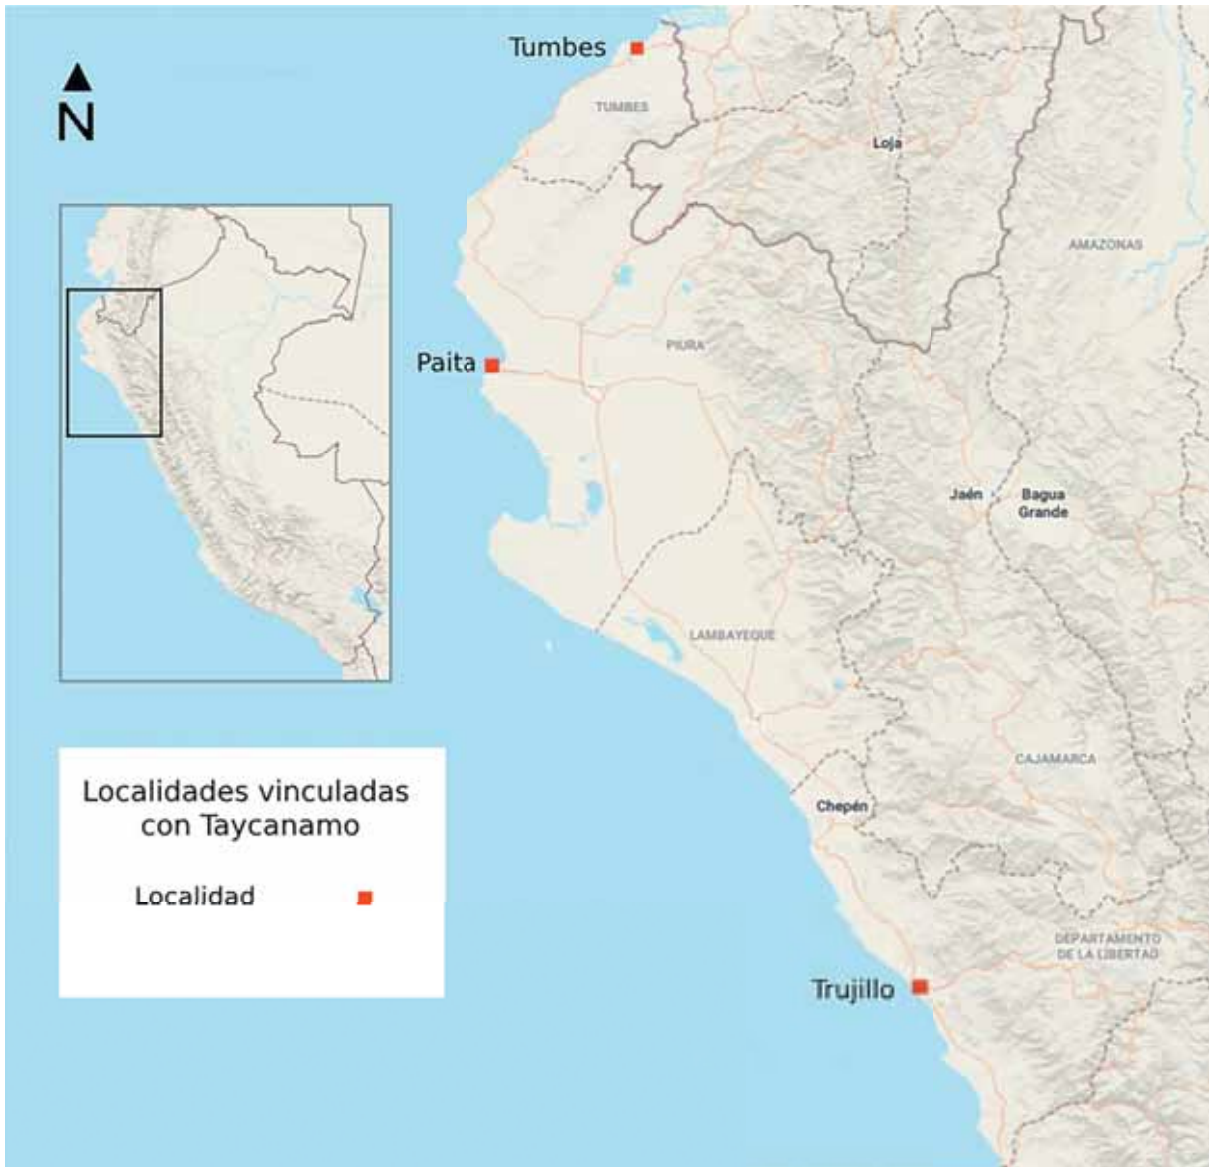 Tumbes
N
TUMBES
Loja
AMAZONAS
Paita
PIURA
Jaén
Bagua
Grande
LAMBAYEQUE
CAJAMARCA
Localidades vinculadas
con Taycanamo
Chepén
Localidad
DEPARTAMENTO
DE LA LIBERTAD
Trujillo